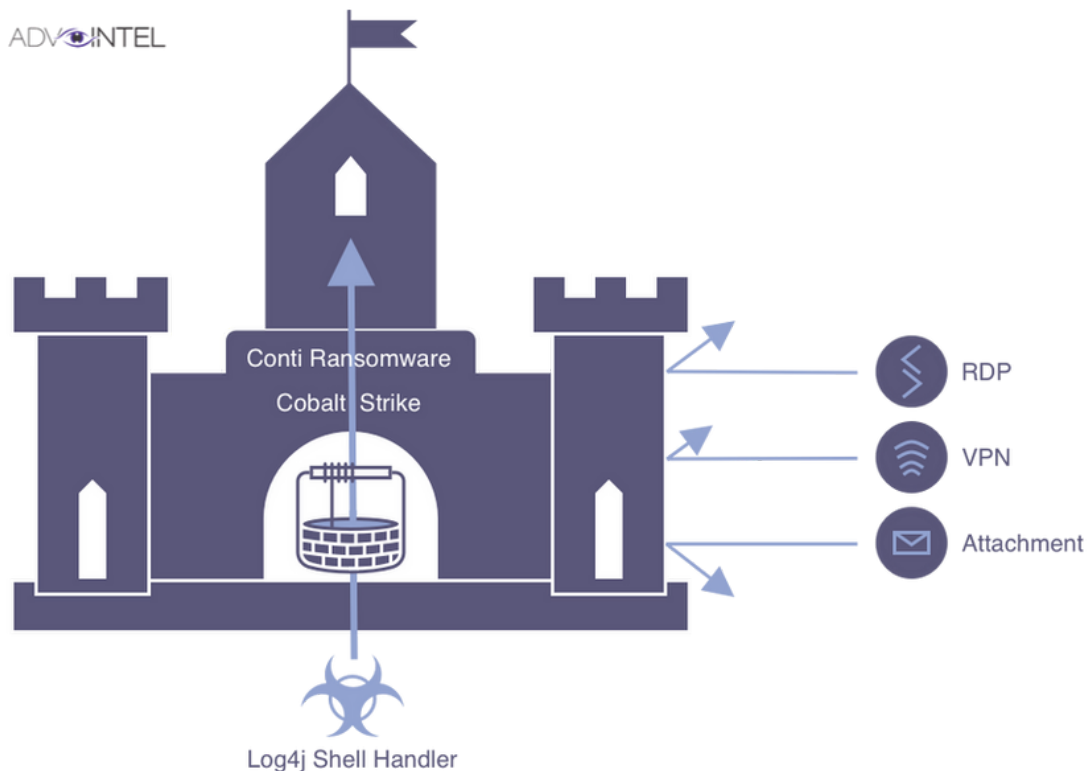 ADVINTEL
Conti Ransomware
Cobalt Strike
RDP
VPN
Attachment
Log4j Shell Handler